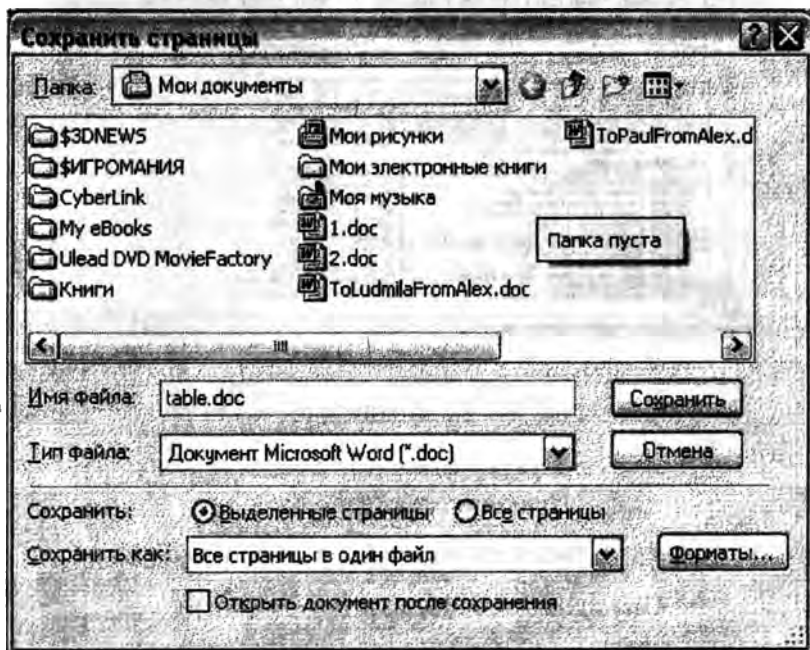 Сохранить страницы
Папка: Мои документы
$3DNEWS
$ИГРОМАНИЯ
CyberLink
My eBooks
Ulead DVD MovieFactory
Книги
Мои рисунки
Мои электронные книги
Моя музыка
1.doc
2.doc
ToLudmilaFromAlex.doc
ToPaulFromAlex.d
Папка пуста
Имя файла: table.doc Сохранить
Тип файла: Документ Microsoft Word (*.doc) Отмена
Сохранить: Выделенные страницы Все страницы
Сохранить как: Все страницы в один файл Форматы...
Открыть документ после сохранения